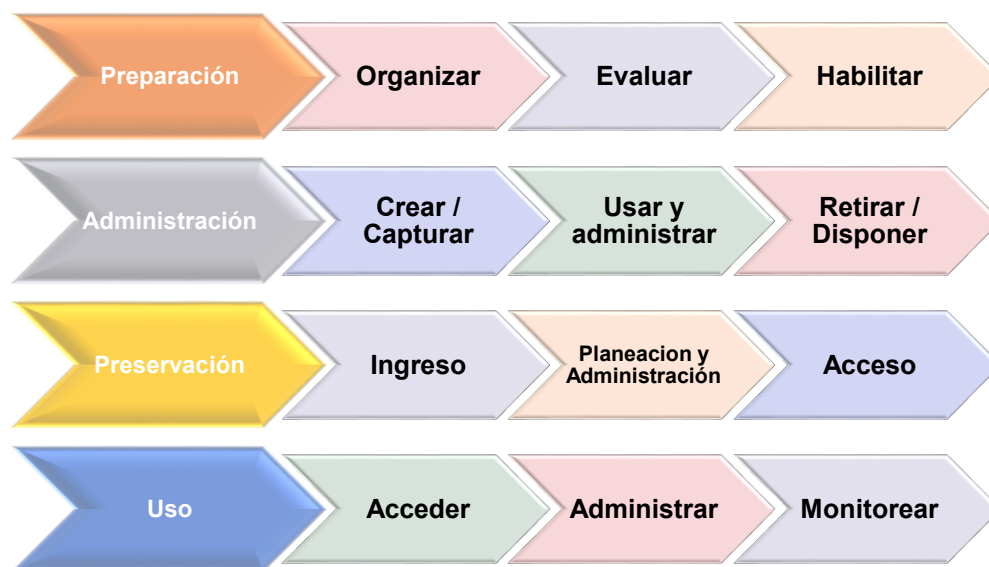 Preparación
Organizar
Evaluar
Habilitar
Administración
Crear /
Capturar
Usar y
administrar
Retirar /
Disponer
Preservación
Ingreso
Planeacion y
Administración
Acceso
Uso
Acceder
Administrar
Monitorear